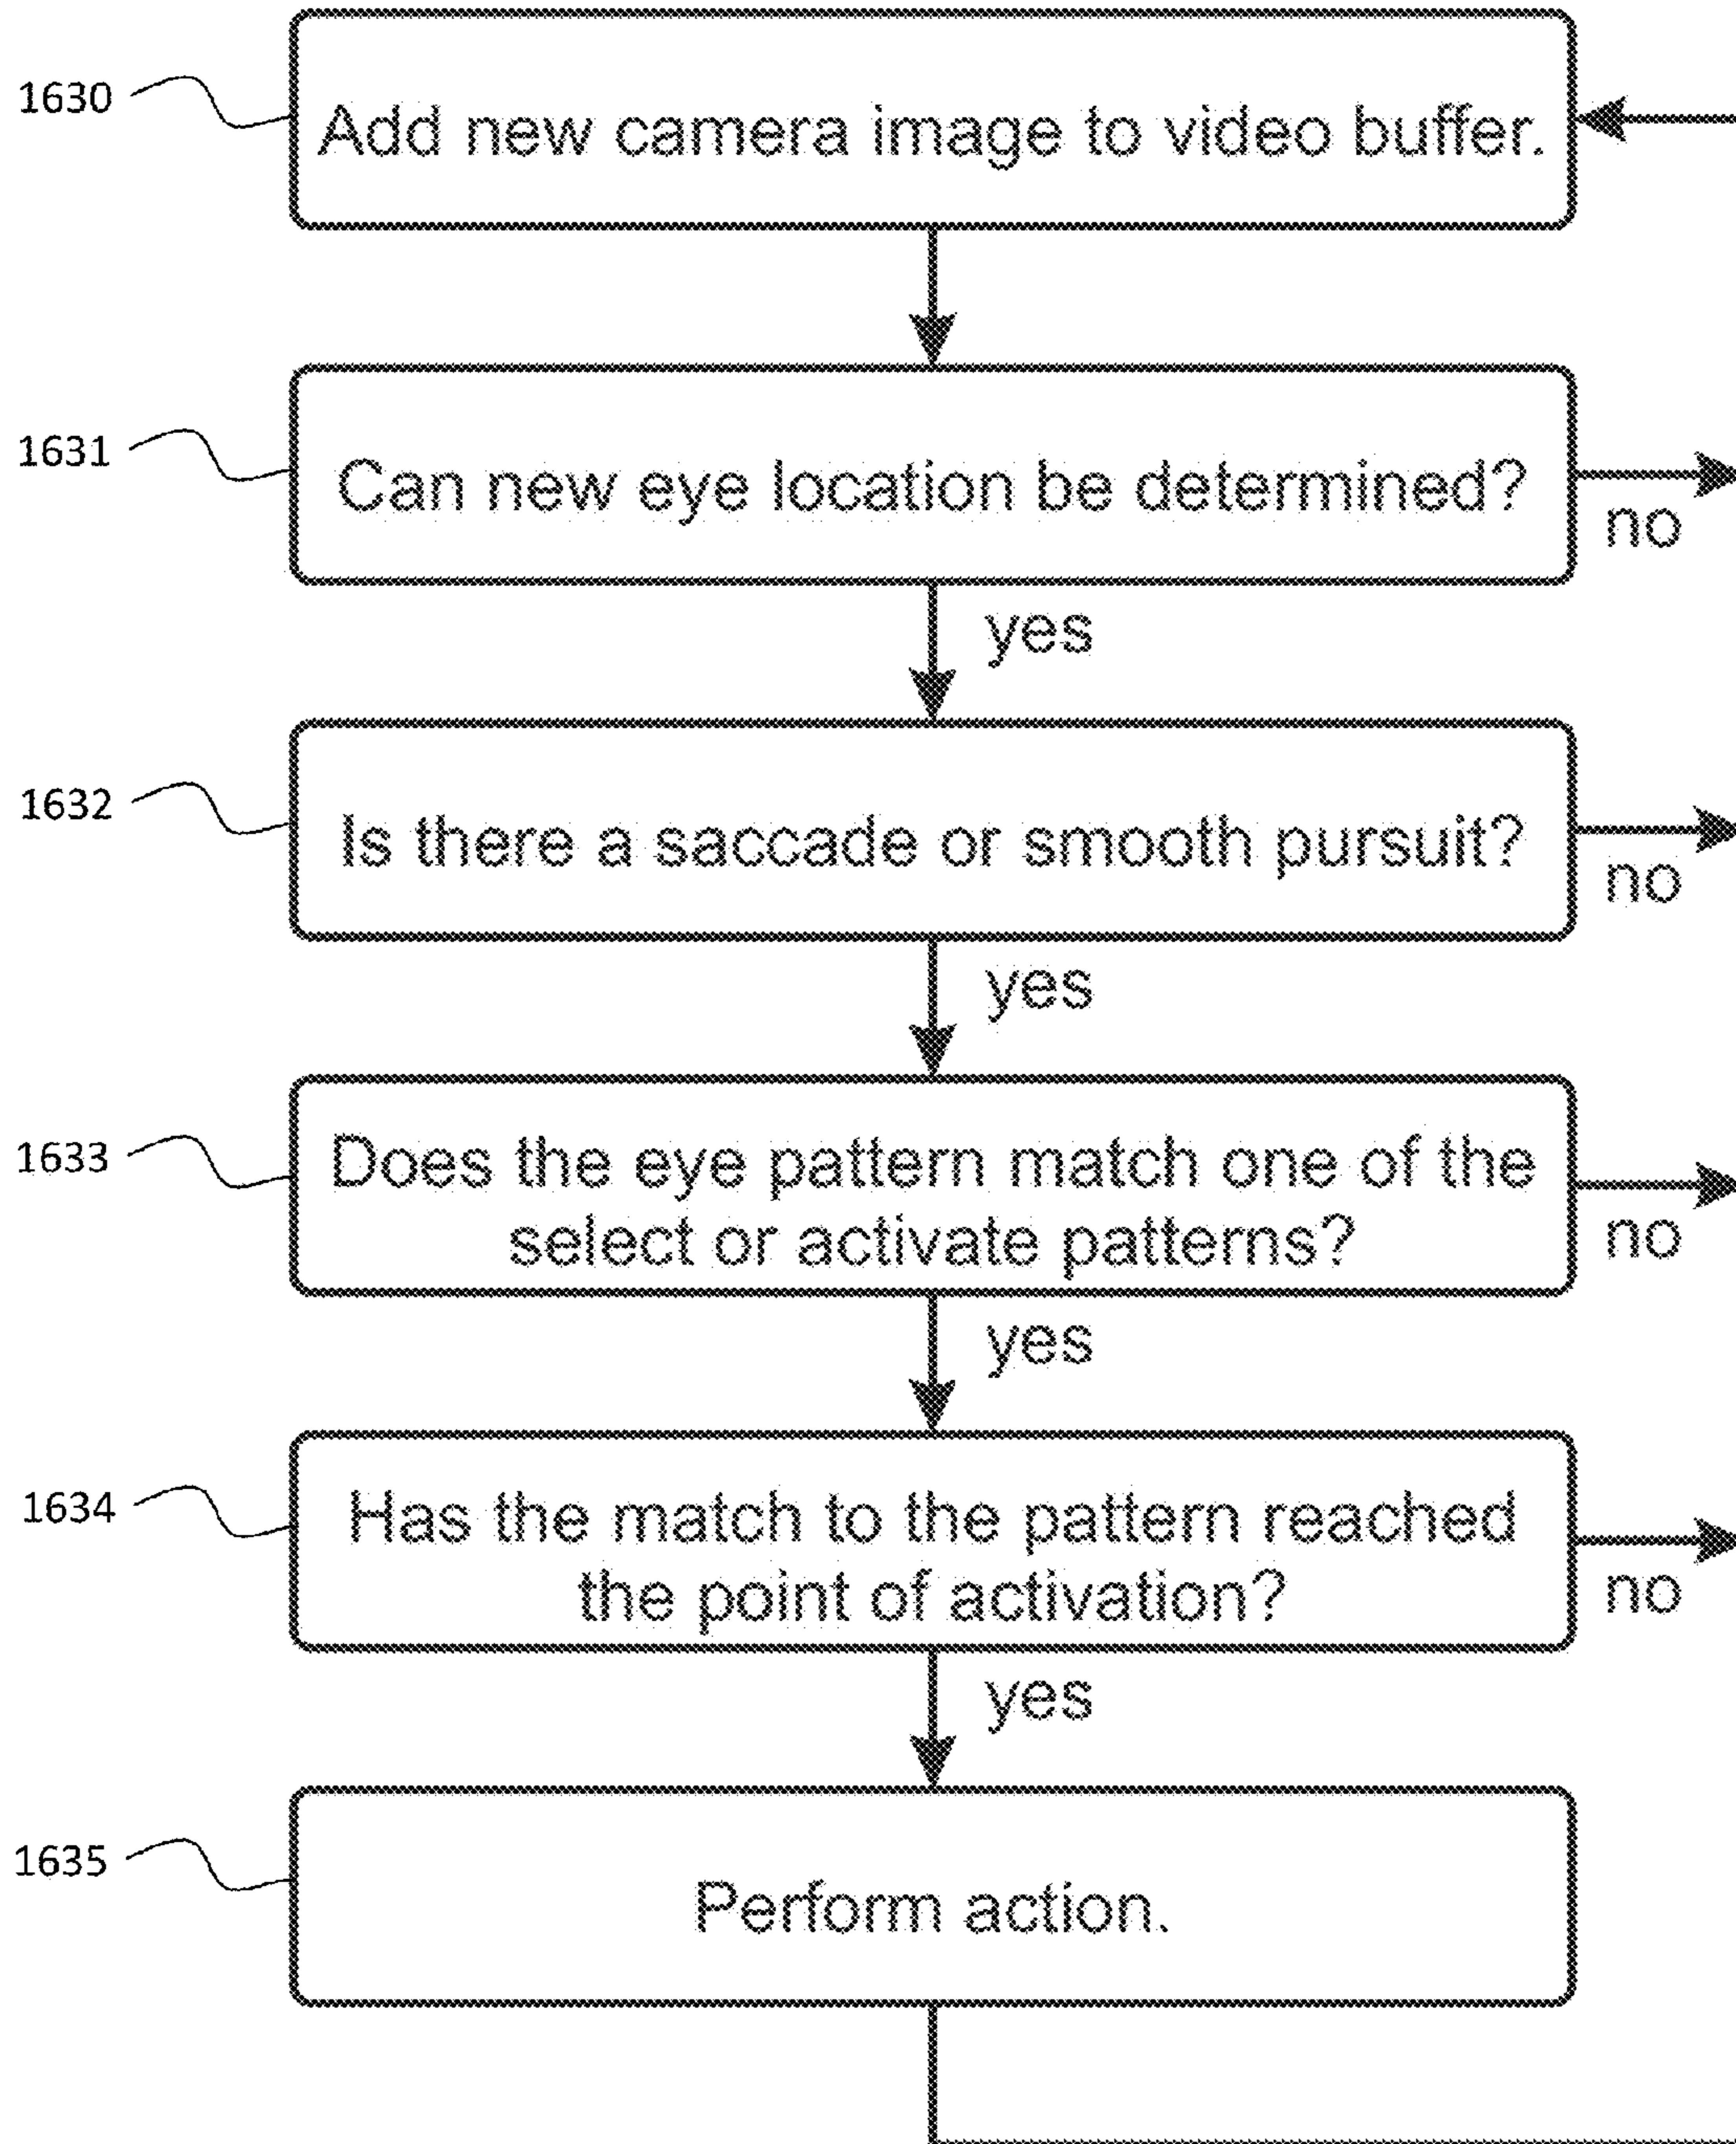 1630
Add new camera image to video buffer.
1631
Can new eye location be determined?
no
yes
1632
Is there a saccade or smooth pursuit?
no
yes
1633
Does the eye pattern match one of the
select or activate patterns?
no
yes
1634
Has the match to the pattern reached
the point of activation?
no
yes
1635
Perform action.